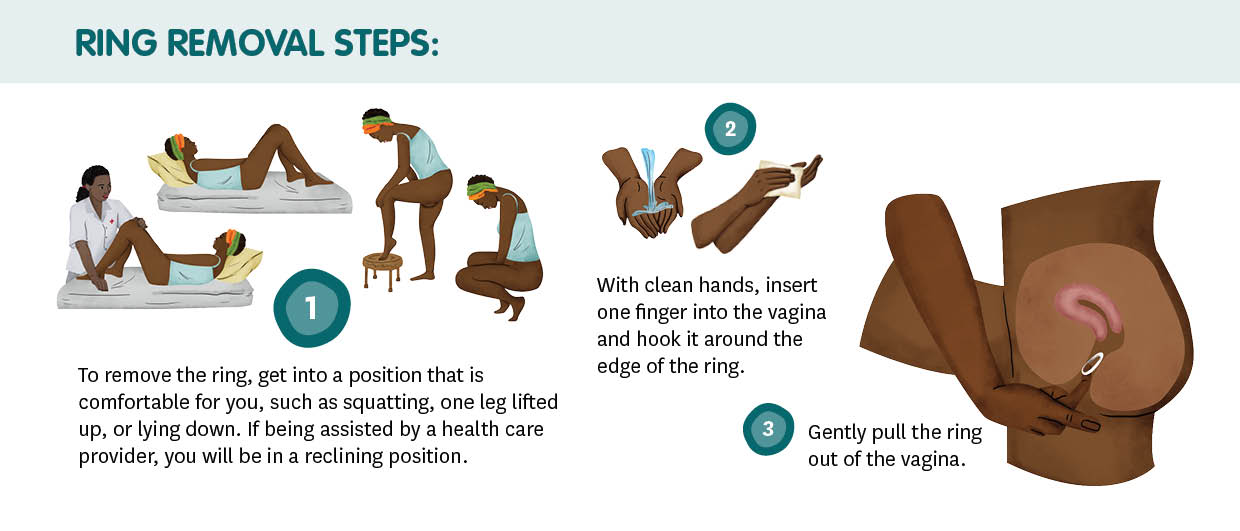 RING REMOVAL STEPS:
1
To remove the ring, get into a position that is
comfortable for you, such as squatting, one leg lifted
up, or lying down. If being assisted by a health care
provider, you will be in a reclining position.
2
With clean hands, insert
one finger into the vagina
and hook it around the
edge of the ring.
3
Gently pull the ring
out of the vagina.